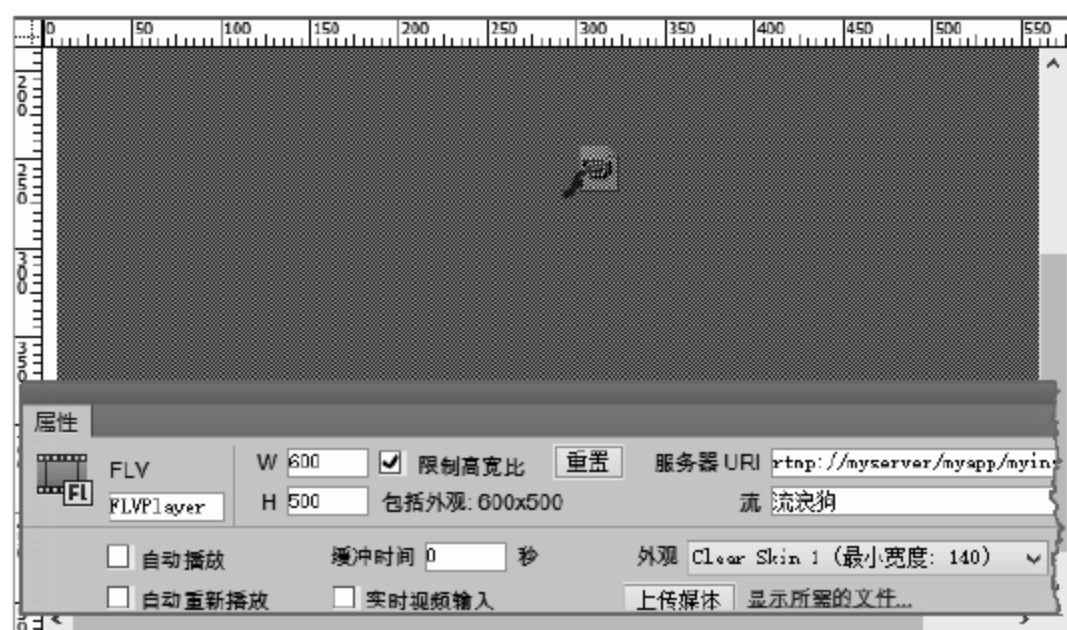 0 50 100 150 200 250 300 350 400 450 500 550
200
250
300
350
属性
FLV
FLVPlayer
W 600
限制高宽比
重置
服务器 URI rtmp://myserver/myapp/myin
H 500
包括外观: 600x500
流 流浪狗
自动播放
缓冲时间 0 秒
外观 Clear Skin 1 (最小宽度: 140)
自动重新播放
实时视频输入
上传媒体
显示所需的文件...